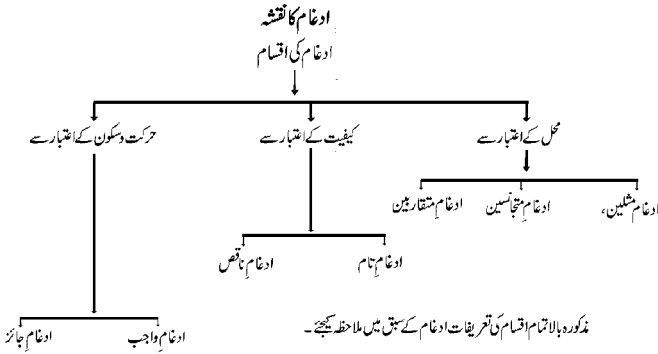 ادغام کا نقشہ
ادغام کی اقسام
محل کے اعتبار سے
کیفیت کے اعتبار سے
حرکت و سکون کے اعتبار سے
ادغام مثلین،
ادغامِ متجانسین
ادغامِ متقاربین
ادغامِ تام
ادغامِ ناقص
ادغامِ واجب
ادغامِ جائز
مذکورہ بالا تمام اقسام کی تعریفات ادغام کے سبق میں ملاحظہ کیجئے۔